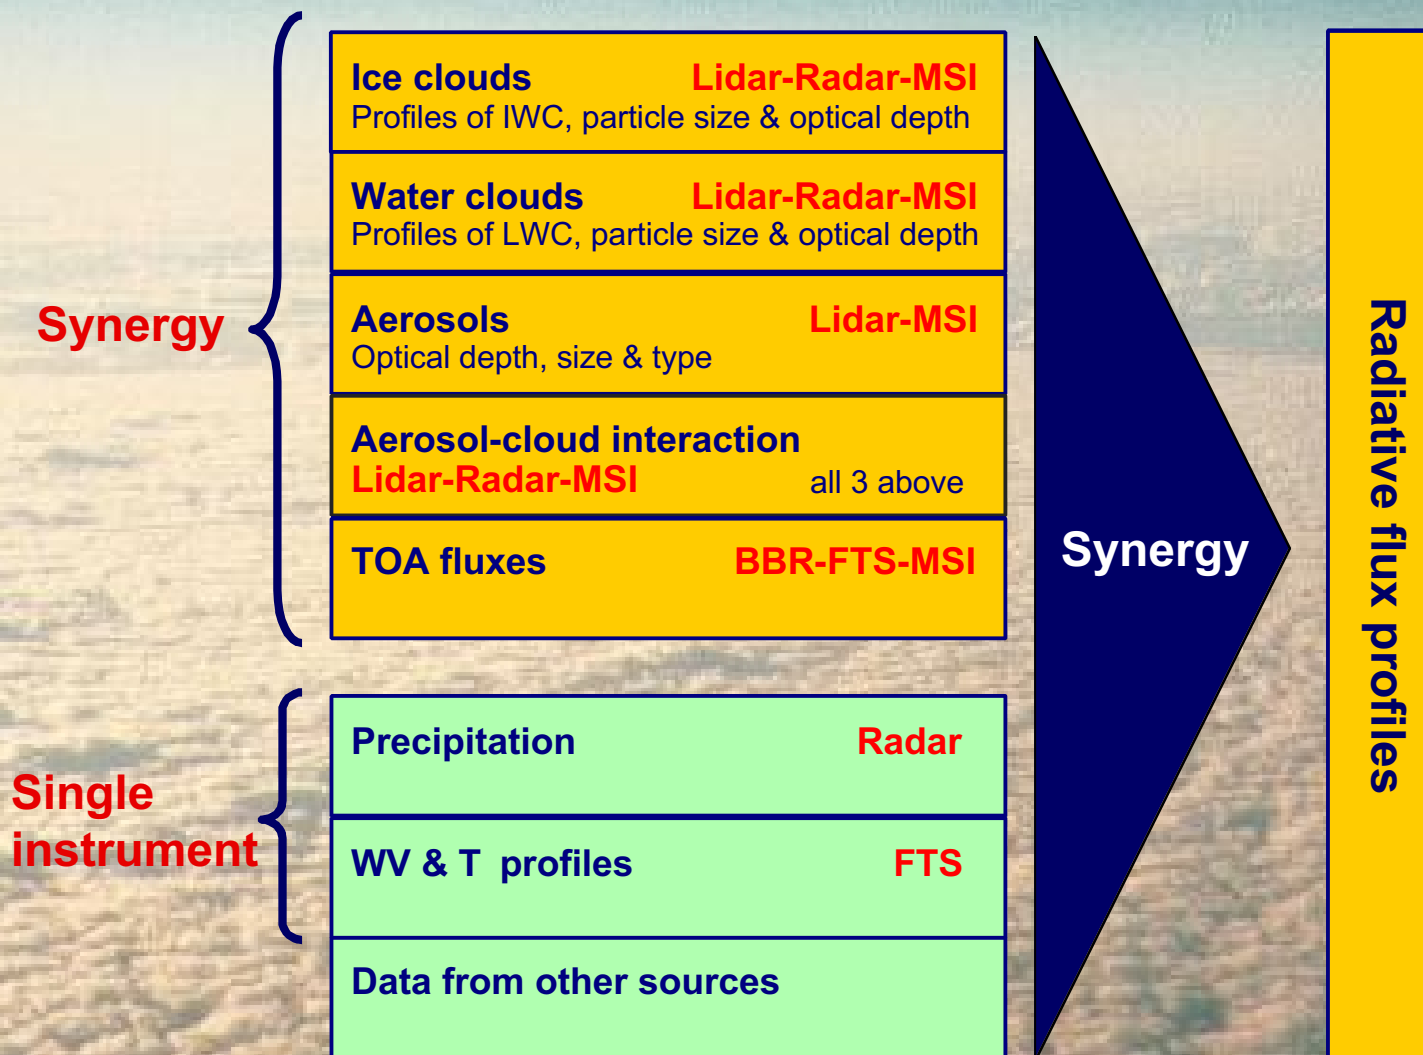 Ice clouds Lidar-Radar-MSI
Profiles of IWC, particle size & optical depth
Water clouds Lidar-Radar-MSI
Profiles of LWC, particle size & optical depth
Synergy
Aerosols Lidar-MSI
Optical depth, size & type
Aerosol-cloud interaction
Lidar-Radar-MSI all 3 above
TOA fluxes BBR-FTS-MSI
Single
instrument
Precipitation Radar
WV & T profiles FTS
Data from other sources
Synergy
Radiative flux profiles